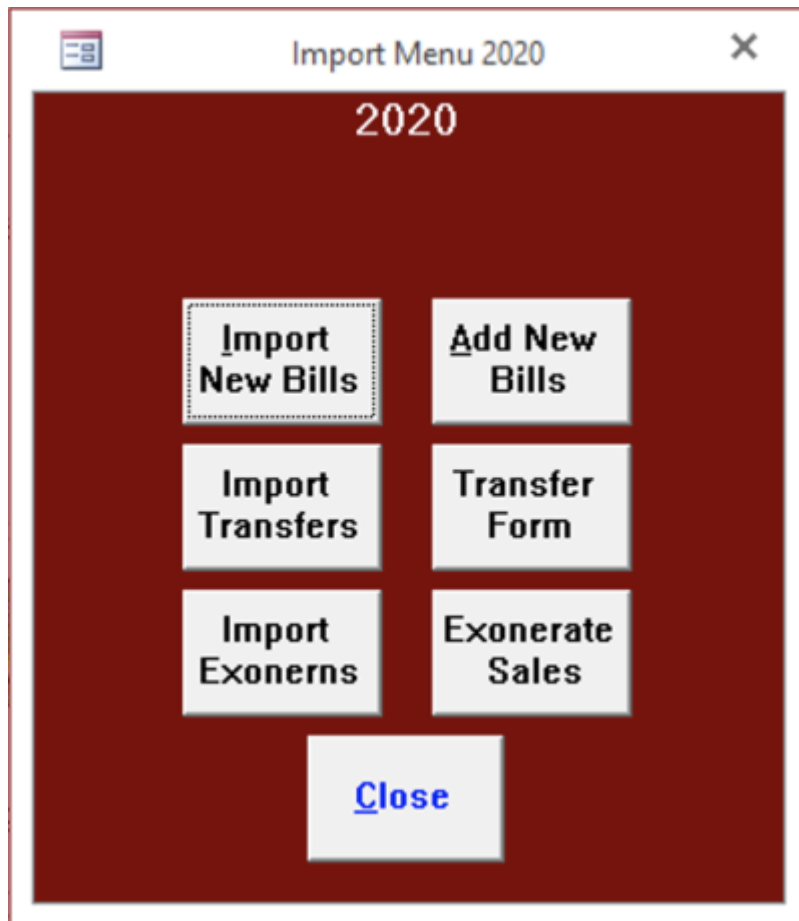 Import Menu 2020
2020
Import
New Bills
Add New
Bills
Import
Transfers
Transfer
Form
Import
Exonerns
Exonerate
Sales
Close